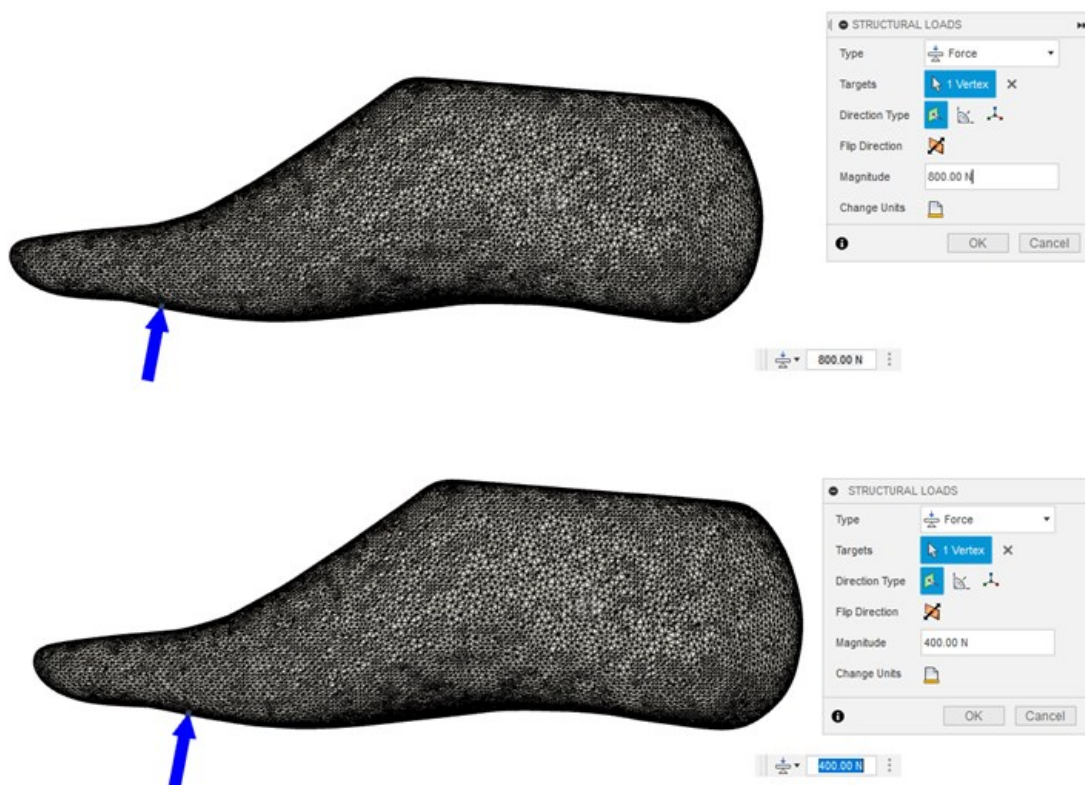 STRUCTURAL LOADS
Type Force
Targets 1 Vertex
Direction Type
Flip Direction
Magnitude 800.00 N
Change Units
OK Cancel
800.00 N
STRUCTURAL LOADS
Type Force
Targets 1 Vertex
Direction Type
Flip Direction
Magnitude 400.00 N
Change Units
OK Cancel
400.00 N